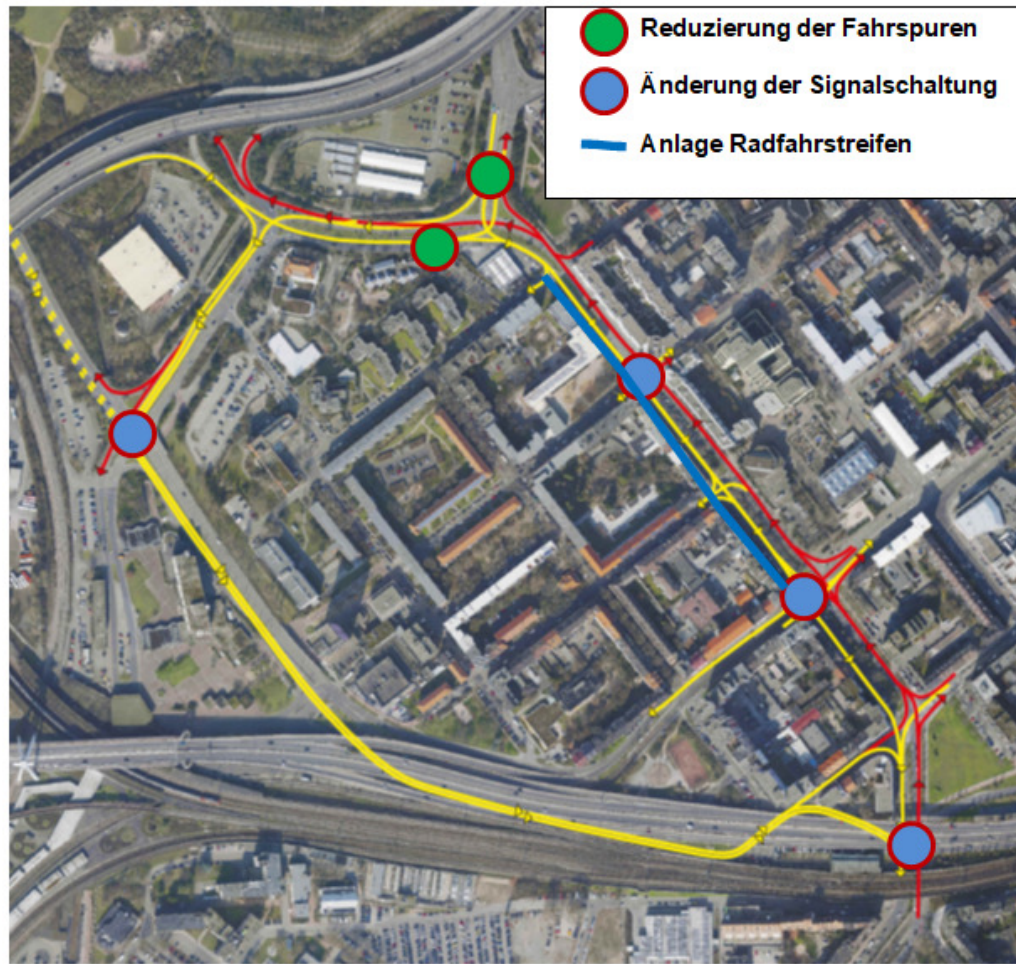 Reduzierung der Fahrspuren
Änderung der Signalschaltung
Anlage Radfahrstreifen